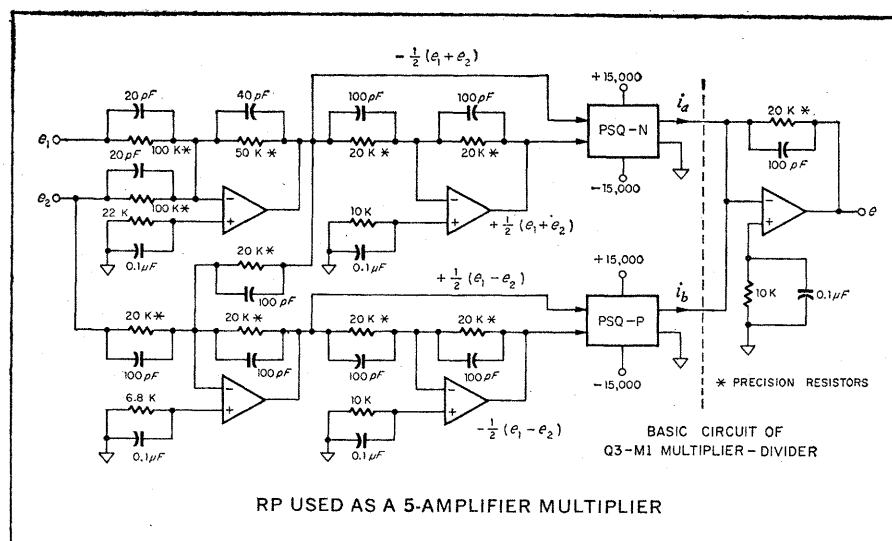 − ½ (e₁ + e₂)
+15,000
20 pF
40 pF
100 pF
100 pF
iₐ
20 K *
e₁
100 K *
50 K *
20 K *
20 K *
PSQ – N
100 pF
20 pF
e₂
100 K *
22 K
−
+
0.1 µF
10 K
−
+
0.1 µF
+ ½ (e₁ + e₂)
−15,000
−
+
e
20 K *
100 pF
+ ½ (e₁ − e₂)
+15,000
i_b
10 K
0.1 µF
20 K *
20 K *
20 K *
20 K *
PSQ – P
100 pF
100 pF
100 pF
100 pF
−15,000
* PRECISION RESISTORS
6.8 K
−
+
0.1 µF
10 K
−
+
0.1 µF
− ½ (e₁ − e₂)
BASIC CIRCUIT OF
Q3-M1 MULTIPLIER – DIVIDER
RP USED AS A 5-AMPLIFIER MULTIPLIER